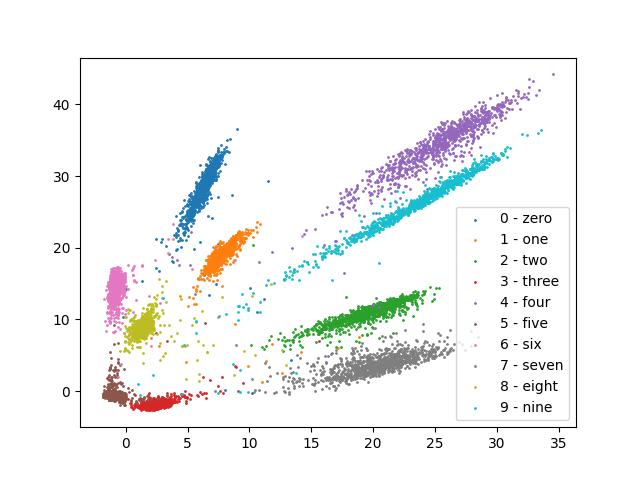 40
30
20
10
0
0 5 10 15 20 25 30 35
0 - zero
1 - one
2 - two
3 - three
4 - four
5 - five
6 - six
7 - seven
8 - eight
9 - nine